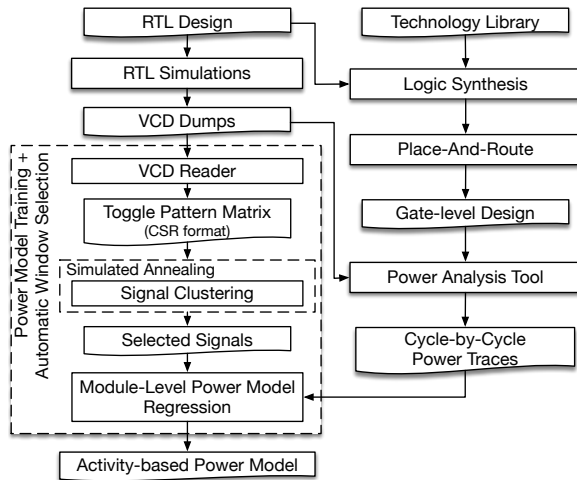 RTL Design
RTL Simulations
VCD Dumps
Power Model Training +
Automatic Window Selection
VCD Reader
Toggle Pattern Matrix
(CSR format)
Simulated Annealing
Signal Clustering
Selected Signals
Module-Level Power Model
Regression
Activity-based Power Model
Technology Library
Logic Synthesis
Place-And-Route
Gate-level Design
Power Analysis Tool
Cycle-by-Cycle
Power Traces